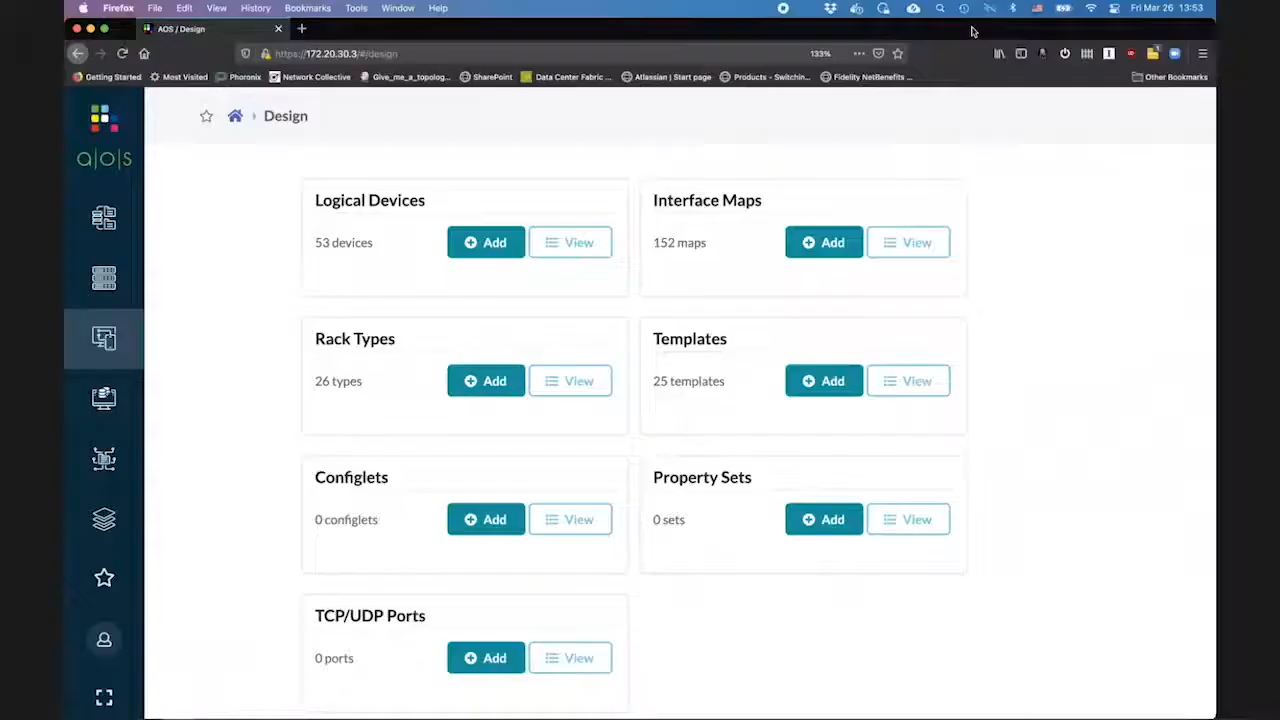 Firefox File Edit View History Bookmarks Tools Window Help Fri Mar 26 13:53
AOS / Design
https://172.20.30.3/#/design 133%
Getting Started Most Visited Phoronix Network Collective Give_me_a_topolog... SharePoint Data Center Fabric ... Atlassian | Start page Products - Switchin... Fidelity NetBenefits ... Other Bookmarks
a|o|s
Design
Logical Devices
53 devices Add View
Interface Maps
152 maps Add View
Rack Types
26 types Add View
Templates
25 templates Add View
Configlets
0 configlets Add View
Property Sets
0 sets Add View
TCP/UDP Ports
0 ports Add View